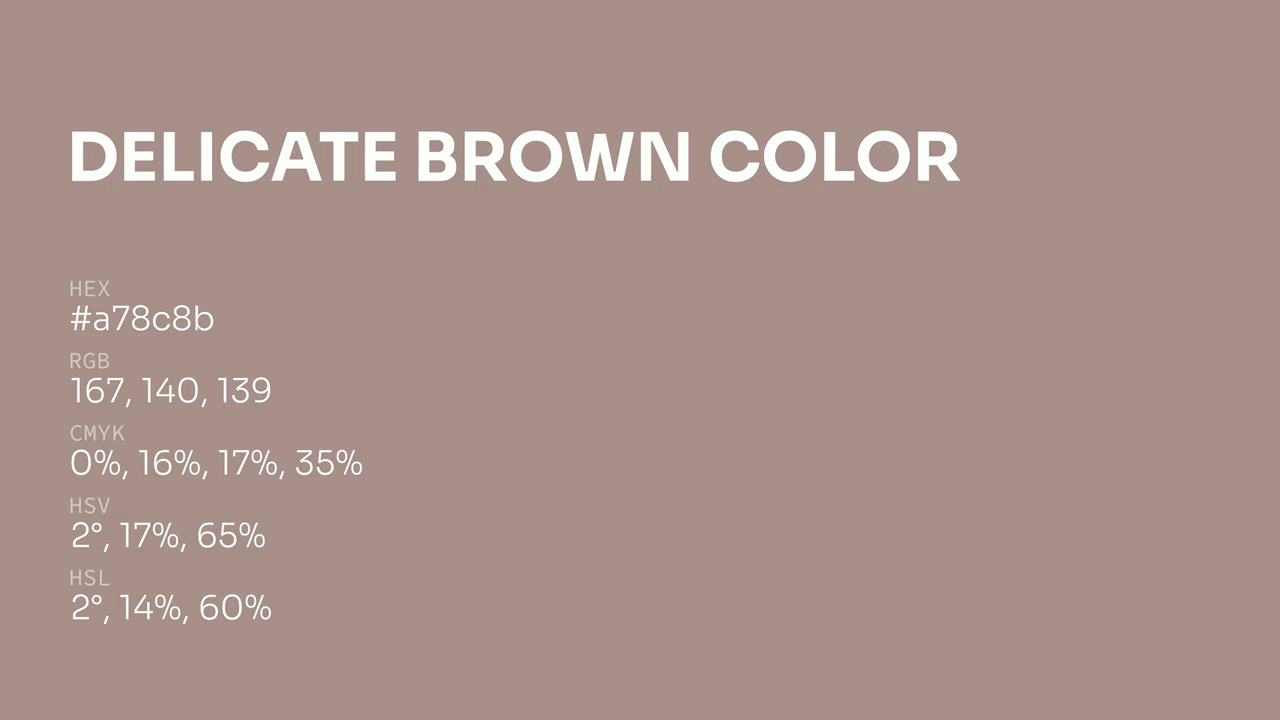 DELICATE BROWN COLOR
HEX
#a78c8b
RGB
167, 140, 139
CMYK
0%, 16%, 17%, 35%
HSV
2°, 17%, 65%
HSL
2°, 14%, 60%